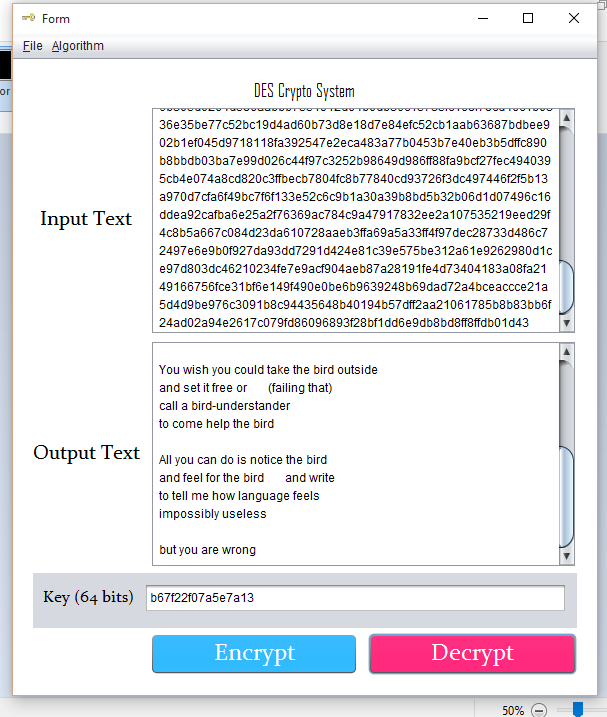 or
Form
File Algorithm
DES Crypto System
Input Text
36e35be77c52bc19d4ad60b73d8e18d7e84efc52cb1aab63687bdbee9
02b1ef045d9718118fa392547e2eca483a77b0453b7e40eb3b5dffc890
b8bbdb03ba7e99d026c44f97c3252b98649d986ff88fa9bcf27fec494039
5cb4e074a8cd820c3ffbecb7804fc8b77840cd93726f3dc497446f2f5b13
a970d7cfa6f49bc7f6f133e52c6c9b1a30a39b8bd5b32b06d1d07496c16
ddea92cafba6e25a2f76369ac784c9a47917832ee2a107535219eed29f
4c8b5a667c084d23da610728aaeb3ffa69a5a33ff4f97dec28733d486c7
2497e6e9b0f927da93dd7291d424e81c39e575be312a61e9262980d1c
e97d803dc46210234fe7e9acf904aeb87a28191fe4d73404183a08fa21
49166756fce31bf6e149f490e0be6b9639248b69dad72a4bceaccce21a
5d4d9be976c3091b8c94435648b40194b57dff2aa21061785b8b83bb6f
24ad02a94e2617c079fd86096893f28bf1dd6e9db8bd8ff8ffdb01d43
Output Text
You wish you could take the bird outside
and set it free or (failing that)
call a bird-understander
to come help the bird
All you can do is notice the bird
and feel for the bird and write
to tell me how language feels
impossibly useless
but you are wrong
Key (64 bits)
b67f22f07a5e7a13
Encrypt
Decrypt
50%